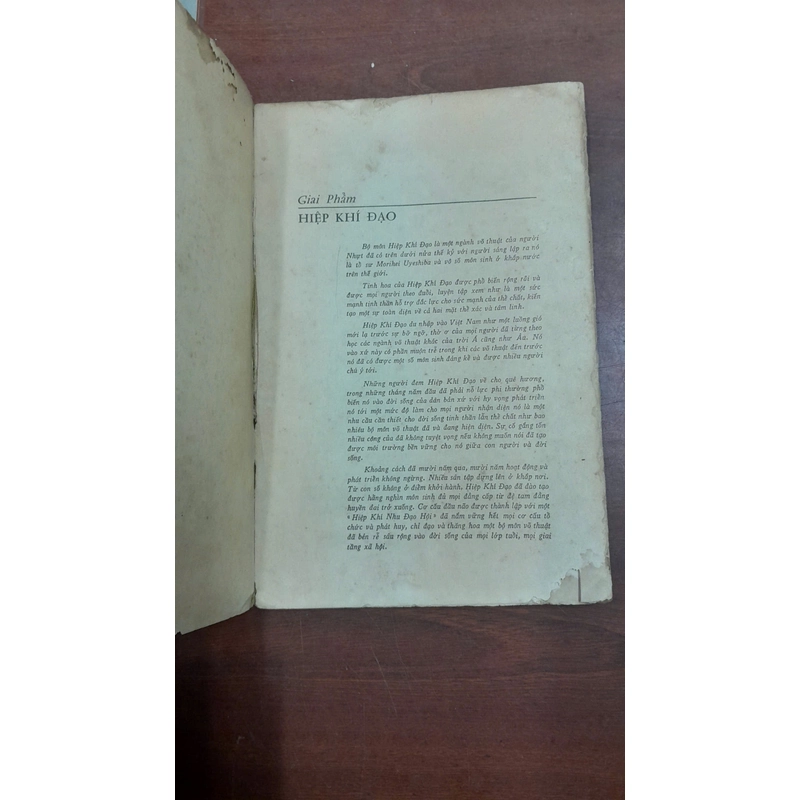 Giai Phẩm
HIỆP KHÍ ĐẠO
Bộ môn Hiệp Khí Đạo là một ngành võ thuật của người
Nhựt đã có trên dưới nửa thế kỷ với người sáng lập ra nó
là tổ sư Morihei Uyeshiba và vô số môn sinh ở khắp nước
trên thế giới.
Tinh hoa của Hiệp Khí Đạo được phổ biến rộng rãi và
được mọi người theo đuổi, luyện tập xem như là một sức
mạnh tinh thần hỗ trợ đắc lực cho sức mạnh của thể chất, kiến
tạo một sự toàn diện về cả hai mặt thể xác và tâm linh.
Hiệp Khí Đạo du nhập vào Việt Nam như một luồng gió
mới lạ trước sự bỡ ngỡ, thờ ơ của mọi người đã từng theo
học các ngành võ thuật khác của trời Á cũng như Âu. Nó
vào xứ này có phần muộn trễ trong khi các võ thuật đến trước
nó đã có được một số môn sinh đáng kể và được nhiều người
chú ý tới.
Những người đem Hiệp Khí Đạo về cho quê hương,
trong những tháng năm đầu đã phải nỗ lực phi thường phổ
biến nó vào đời sống của dân bản xứ với hy vọng phát triển
nó tới một mức độ làm cho mọi người nhận diện nó là một
nhu cầu cần thiết cho đời sống tinh thần lẫn thể chất như bao
nhiêu bộ môn võ thuật đã và đang hiện diện. Sự cố gắng tốn
nhiều công của đã không tuyệt vọng nếu không muốn nói đã tạo
được môi trường bền vững cho nó giữa con người và đời
sống.
Khoảng cách đã mười năm qua, mười năm hoạt động và
phát triển không ngừng. Nhiều sân tập dựng lên ở khắp nơi.
Từ con số không ở điểm khởi hành, Hiệp Khí Đạo đã đào tạo
được hàng nghìn môn sinh đủ mọi đẳng cấp từ đệ tam đẳng
huyền đai trở xuống. Cơ cấu đầu não được thành lập với một
«Hiệp Khí Nhu Đạo Hội» đã nắm vững hết mọi cơ cấu tổ
chức và phát huy, chỉ đạo và thăng hoa một bộ môn võ thuật
đã bén rễ sâu rộng vào đời sống của mọi lớp tuổi, mọi giai
tầng xã hội.